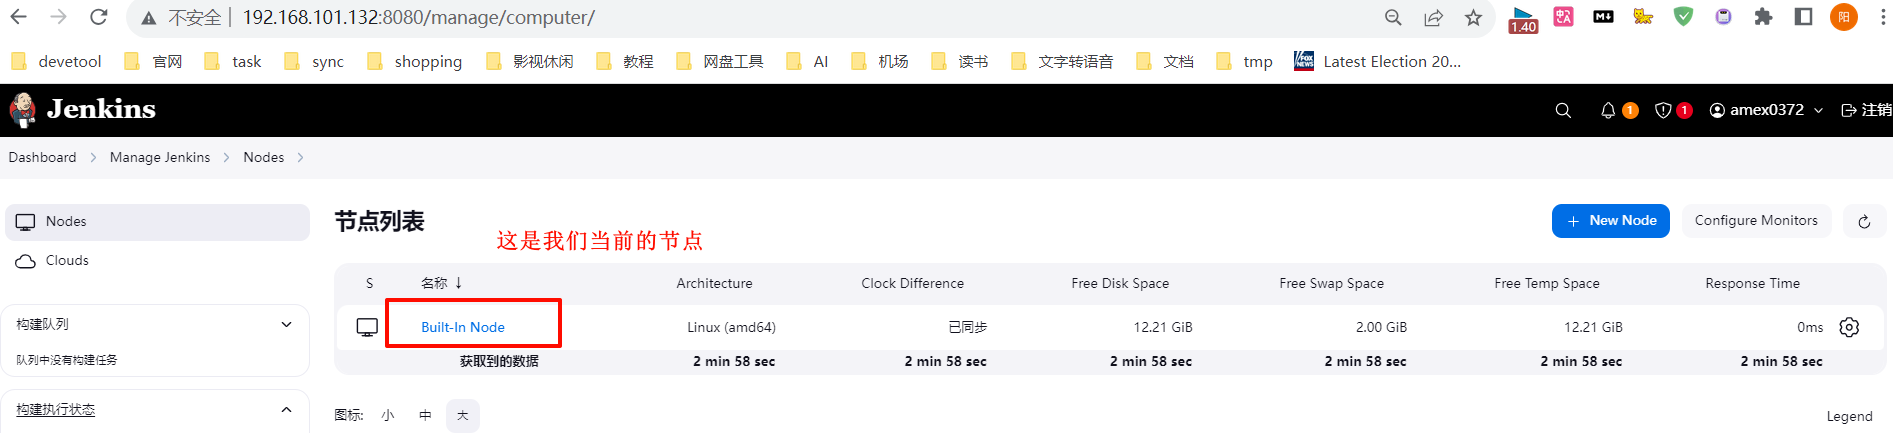 不安全 192.168.101.132:8080/manage/computer/
1.40 阳
devetool 官网 task sync shopping 影视休闲 教程 网盘工具 AI 机场 读书 文字转语音 文档 tmp FOX NEWS Latest Election 20...
Jenkins 1 1 amex0372 注销
Dashboard Manage Jenkins Nodes
Nodes
Clouds
构建队列
队列中没有构建任务
构建执行状态
节点列表
这是我们当前的节点
+ New Node Configure Monitors
S 名称 ↓ Architecture Clock Difference Free Disk Space Free Swap Space Free Temp Space Response Time
Built-In Node Linux (amd64) 已同步 12.21 GiB 2.00 GiB 12.21 GiB 0ms
获取到的数据 2 min 58 sec 2 min 58 sec 2 min 58 sec 2 min 58 sec 2 min 58 sec 2 min 58 sec
图标: 小 中 大 Legend